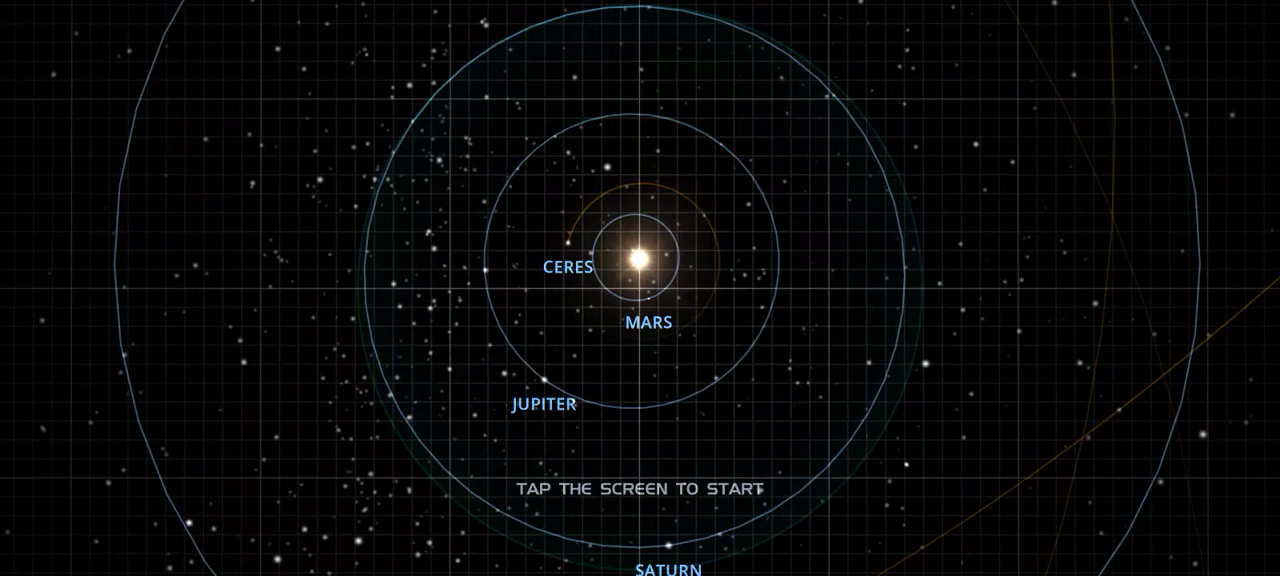 CERES
MARS
JUPITER
TAP THE SCREEN TO START
SATURN